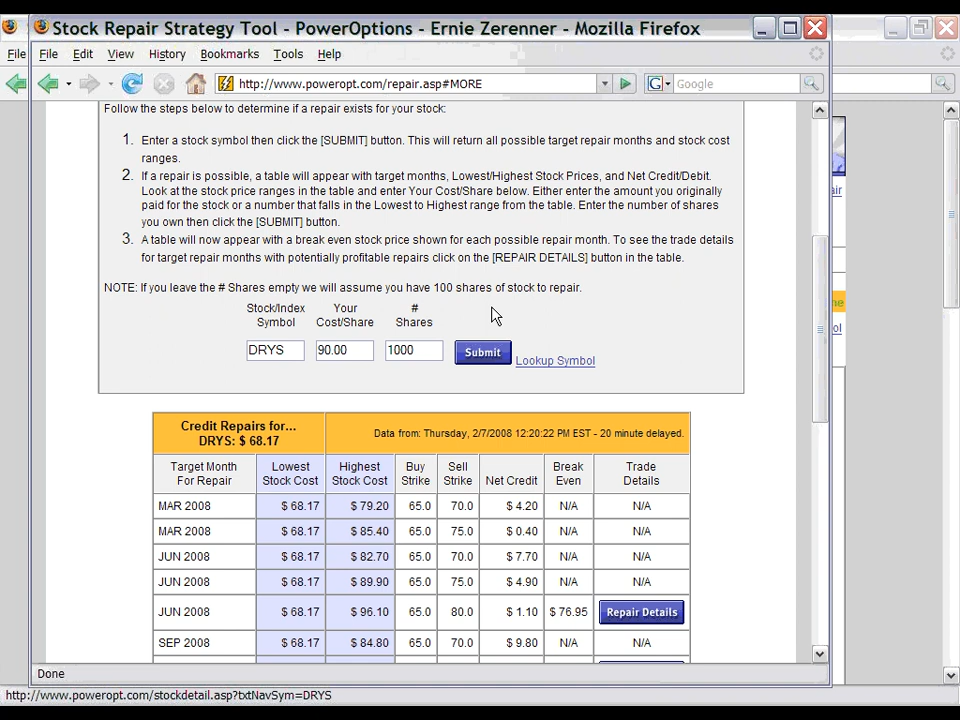 Stock Repair Strategy Tool - PowerOptions - Ernie Zerenner - Mozilla Firefox
File File Edit View History Bookmarks Tools Help
http://www.poweropt.com/repair.asp#MORE
Google
Follow the steps below to determine if a repair exists for your stock:
1. Enter a stock symbol then click the [SUBMIT] button. This will return all possible target repair months and stock cost
ranges.
2. If a repair is possible, a table will appear with target months, Lowest/Highest Stock Prices, and Net Credit/Debit.
Look at the stock price ranges in the table and enter Your Cost/Share below. Either enter the amount you originally
paid for the stock or a number that falls in the Lowest to Highest range from the table. Enter the number of shares
you own then click the [SUBMIT] button.
3. A table will now appear with a break even stock price shown for each possible repair month. To see the trade details
for target repair months with potentially profitable repairs click on the [REPAIR DETAILS] button in the table.
NOTE: If you leave the # Shares empty we will assume you have 100 shares of stock to repair.
Stock/Index Your #
Symbol Cost/Share Shares
DRYS 90.00 1000 Submit Lookup Symbol
Credit Repairs for...
DRYS: $ 68.17
Data from: Thursday, 2/7/2008 12:20:22 PM EST - 20 minute delayed.
Target Month Lowest Highest Buy Sell Break Trade
For Repair Stock Cost Stock Cost Strike Strike Net Credit Even Details
MAR 2008 $ 68.17 $ 79.20 65.0 70.0 $ 4.20 N/A N/A
MAR 2008 $ 68.17 $ 85.40 65.0 75.0 $ 0.40 N/A N/A
JUN 2008 $ 68.17 $ 82.70 65.0 70.0 $ 7.70 N/A N/A
JUN 2008 $ 68.17 $ 89.90 65.0 75.0 $ 4.90 N/A N/A
JUN 2008 $ 68.17 $ 96.10 65.0 80.0 $ 1.10 $ 76.95 Repair Details
SEP 2008 $ 68.17 $ 84.80 65.0 70.0 $ 9.80 N/A N/A
Done
http://www.poweropt.com/stockdetail.asp?txtNavSym=DRYS